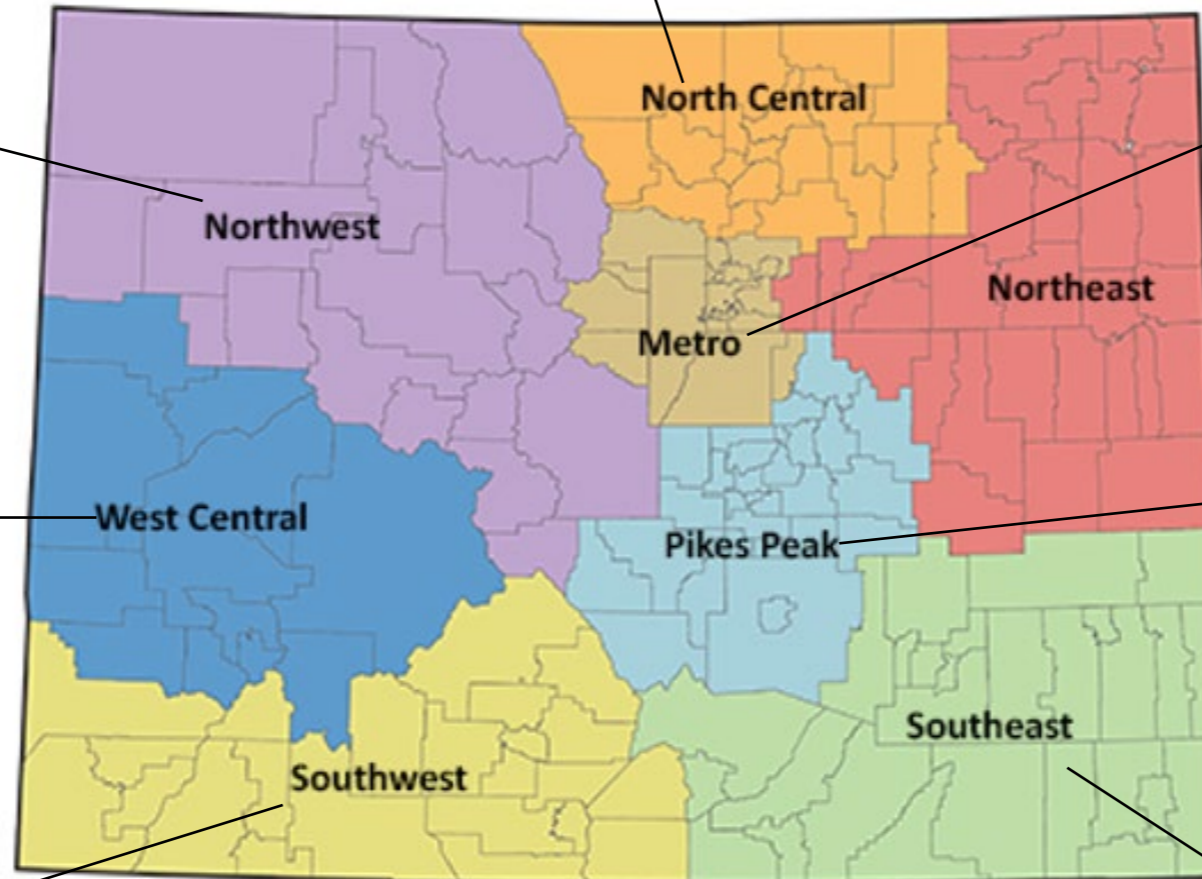 North Central
Northwest
Northeast
Metro
West Central
Pikes Peak
Southeast
Southwest